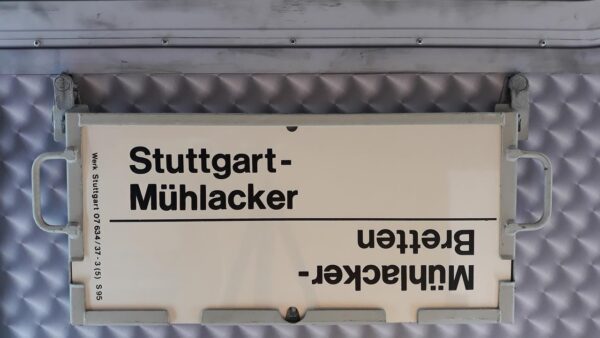 Stuttgart-
Mühlacker
Mühlacker-
Bretten
Werk Stuttgart 07 634/37-3 (5) S 95